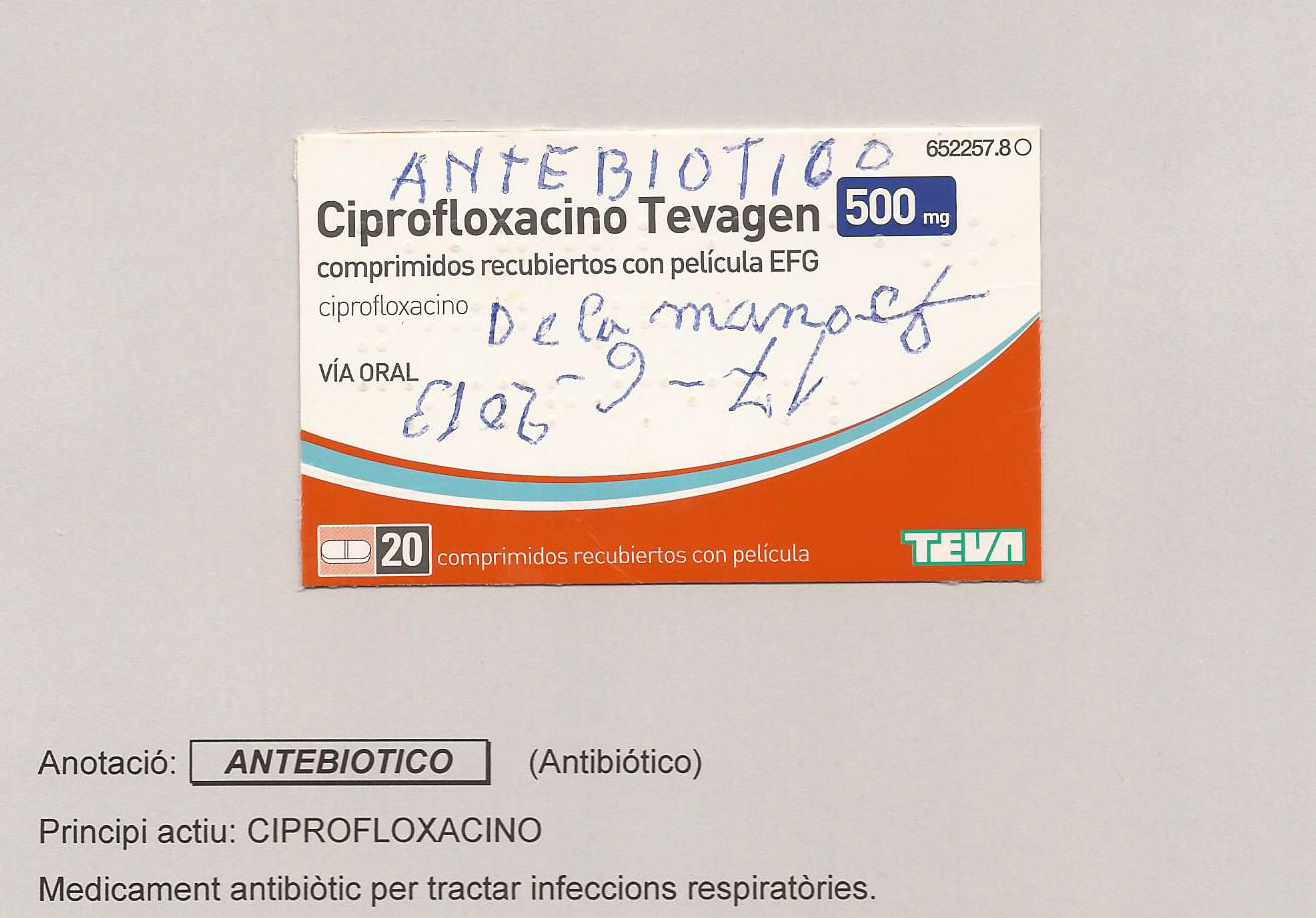 ANTEBIOTICO
652257.8
Ciprofloxacino Tevagen 500 mg
comprimidos recubiertos con película EFG
ciprofloxacino
De la mano
VÍA ORAL
20 comprimidos recubiertos con película
TEVA
Anotació: ANTEBIOTICO (Antibiótico)
Principi actiu: CIPROFLOXACINO
Medicament antibiòtic per tractar infeccions respiratòries.